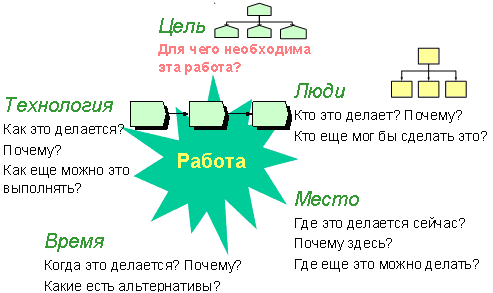 Цель
Для чего необходима
эта работа?
Люди
Кто это делает? Почему?
Кто еще мог бы сделать это?
Технология
Как это делается?
Почему?
Как еще можно это
выполнять?
Работа
Место
Где это делается сейчас?
Почему здесь?
Где еще это можно делать?
Время
Когда это делается? Почему?
Какие есть альтернативы?